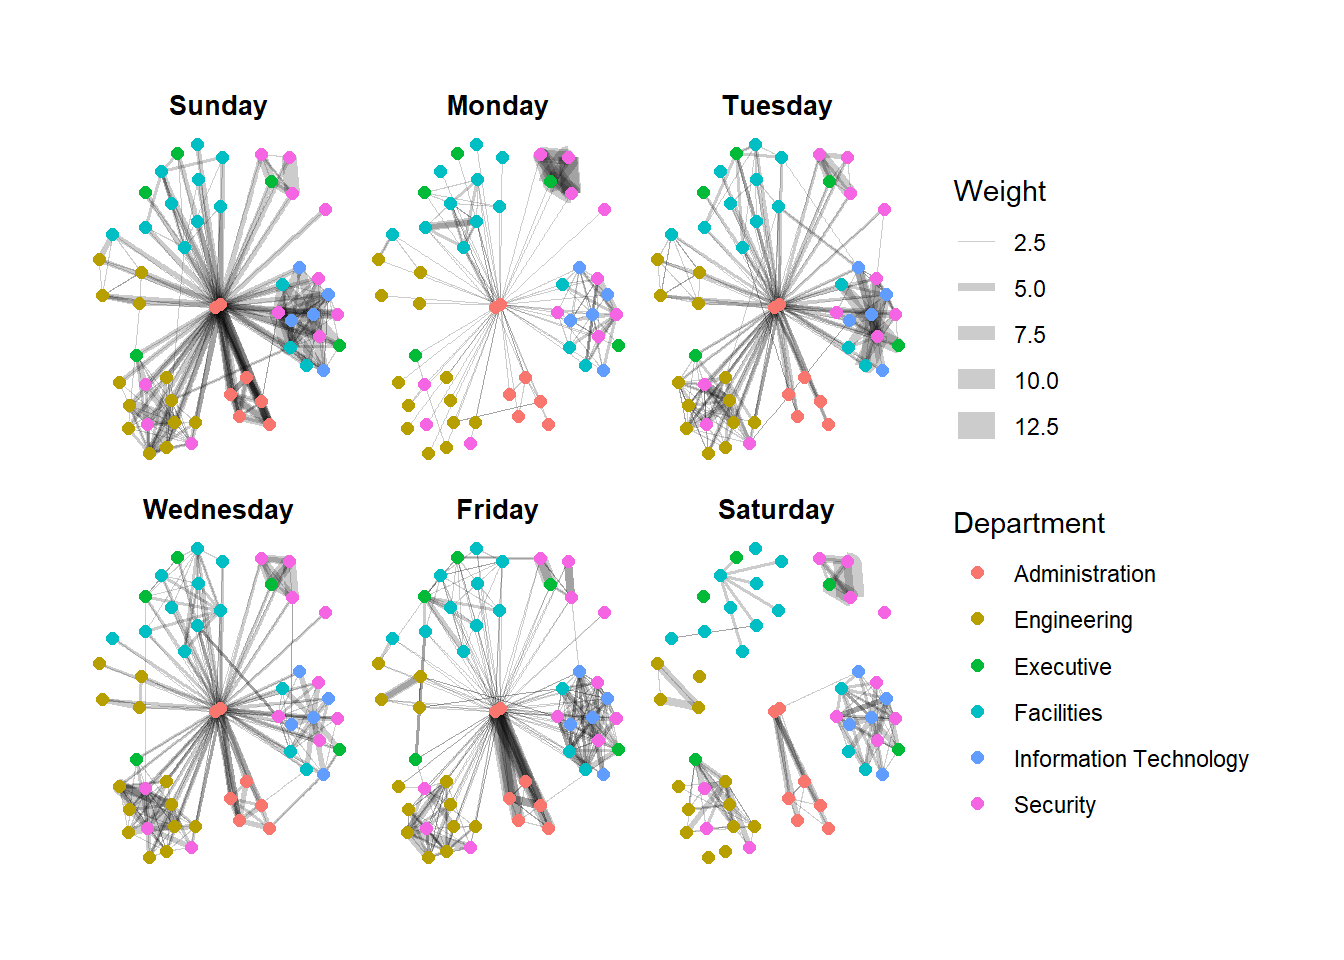 Sunday
Monday
Tuesday
Wednesday
Friday
Saturday
Weight
2.5
5.0
7.5
10.0
12.5
Department
Administration
Engineering
Executive
Facilities
Information Technology
Security